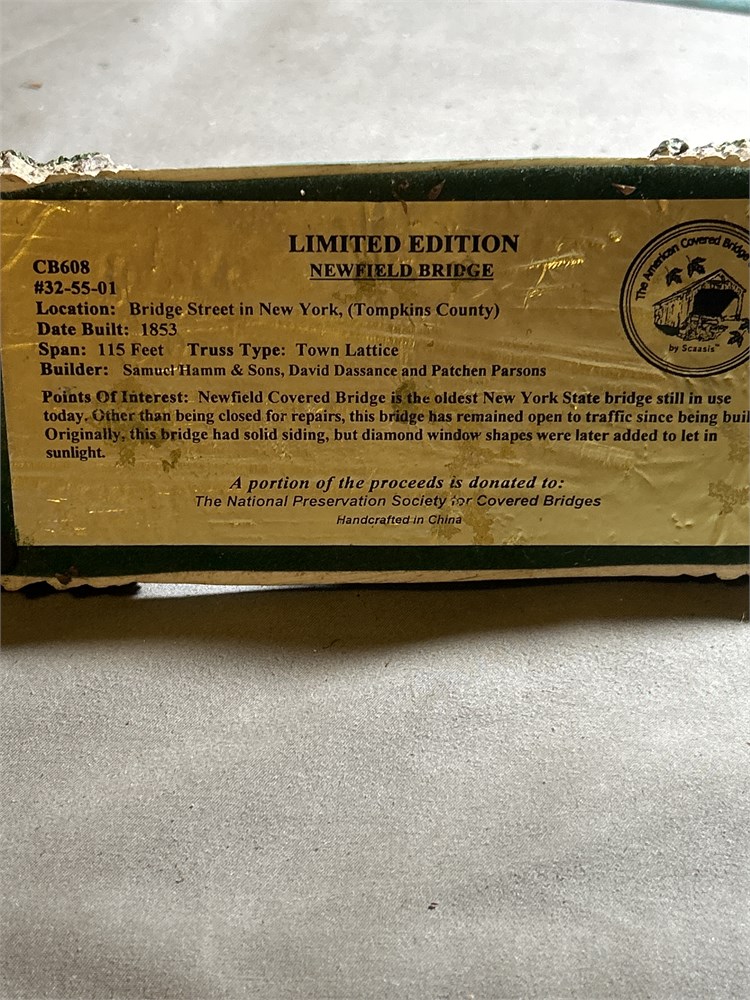 LIMITED EDITION
NEWFIELD BRIDGE
CB608
#32-55-01
Location: Bridge Street in New York, (Tompkins County)
Date Built: 1853
Span: 115 Feet Truss Type: Town Lattice
Builder: Samuel Hamm & Sons, David Dassance and Patchen Parsons
Points Of Interest: Newfield Covered Bridge is the oldest New York State bridge still in use
today. Other than being closed for repairs, this bridge has remained open to traffic since being buil
Originally, this bridge had solid siding, but diamond window shapes were later added to let in
sunlight.
A portion of the proceeds is donated to:
The National Preservation Society for Covered Bridges
Handcrafted in China
The American Covered Bridge
by Scaasis™